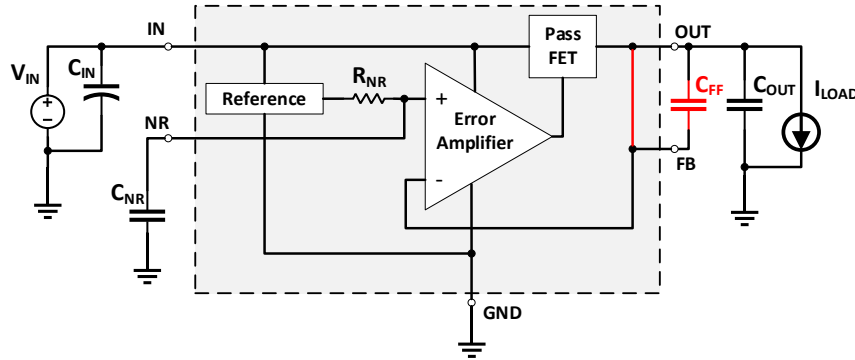 IN
OUT
Pass
FET
V_IN
C_IN
R_NR
Reference
NR
C_NR
+
-
Error
Amplifier
C_FF
C_OUT
I_LOAD
FB
GND